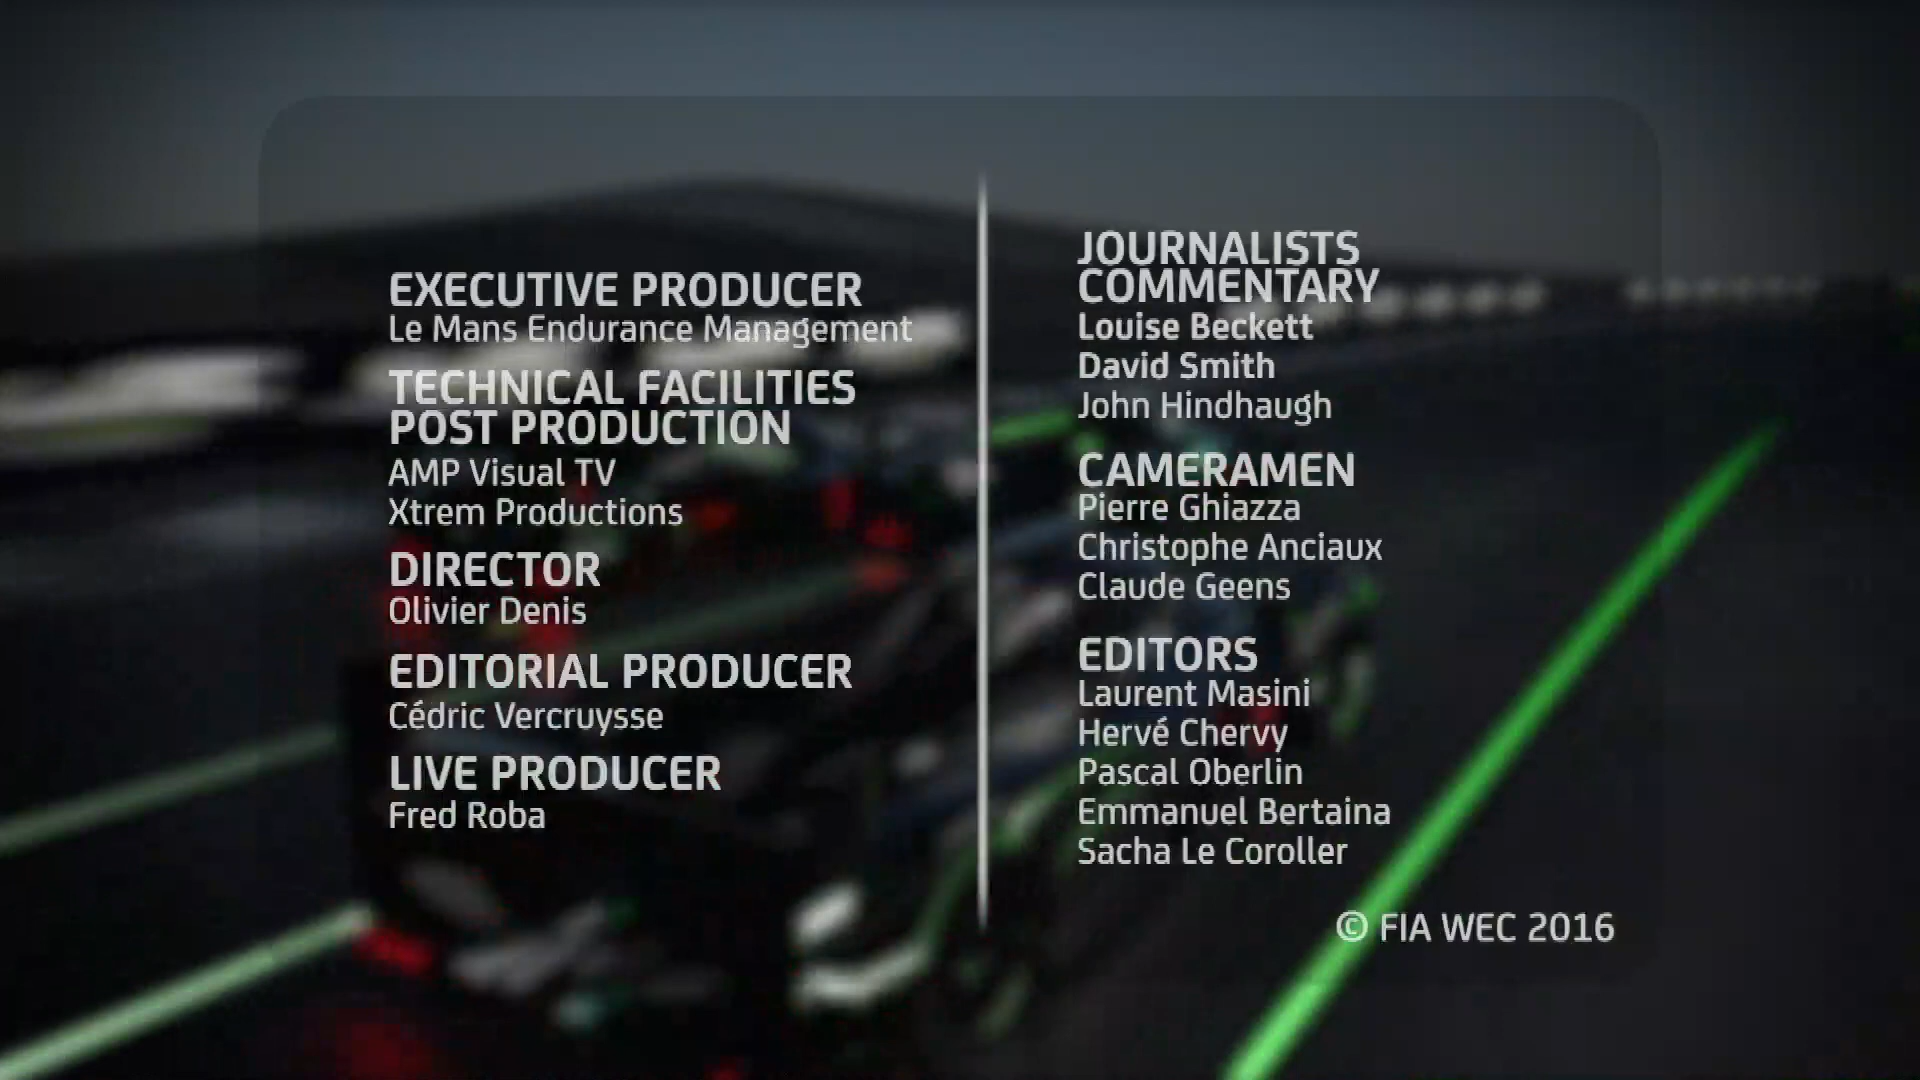 EXECUTIVE PRODUCER
Le Mans Endurance Management
TECHNICAL FACILITIES
POST PRODUCTION
AMP Visual TV
Xtrem Productions
DIRECTOR
Olivier Denis
EDITORIAL PRODUCER
Cédric Vercruysse
LIVE PRODUCER
Fred Roba
JOURNALISTS
COMMENTARY
Louise Beckett
David Smith
John Hindhaugh
CAMERAMEN
Pierre Ghiazza
Christophe Anciaux
Claude Geens
EDITORS
Laurent Masini
Hervé Chervy
Pascal Oberlin
Emmanuel Bertaina
Sacha Le Coroller
© FIA WEC 2016